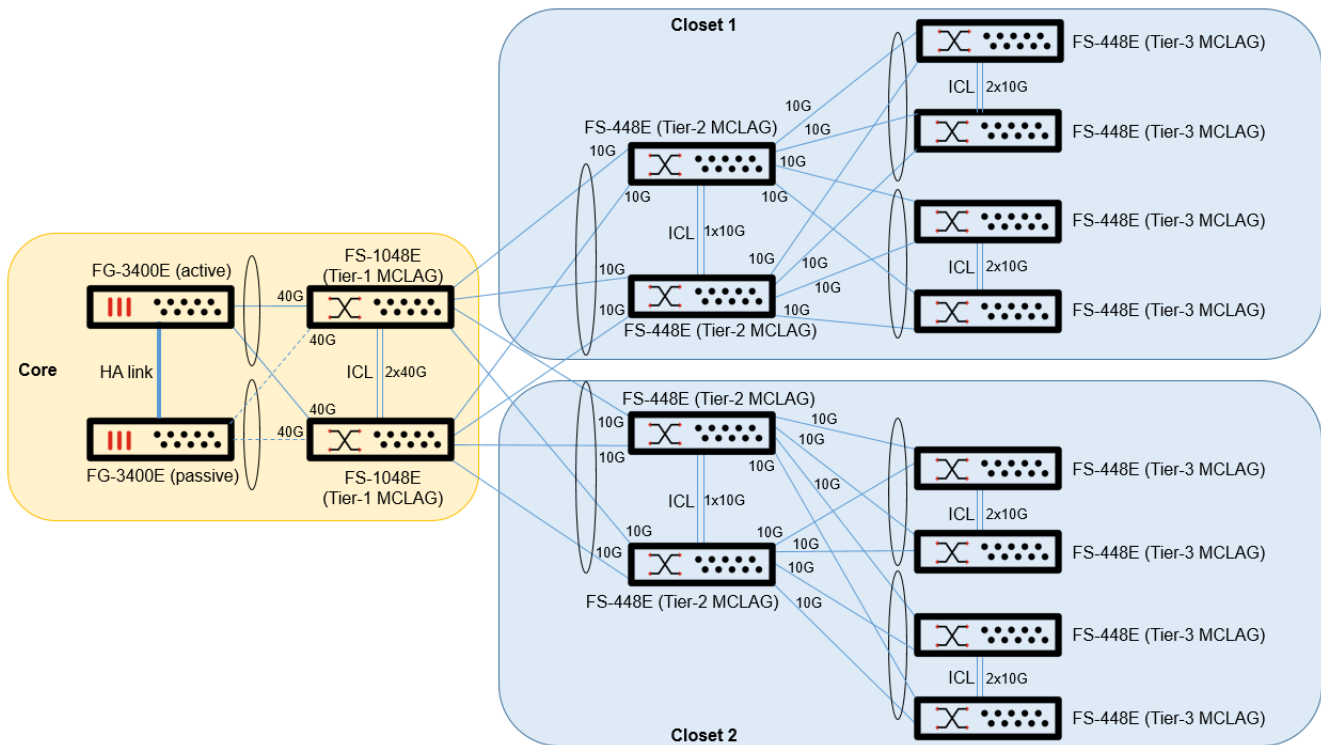 Core
FG-3400E (active)
HA link
FG-3400E (passive)
40G
40G
40G
40G
FS-1048E
(Tier-1 MCLAG)
ICL
2x40G
FS-1048E
(Tier-1 MCLAG)
Closet 1
FS-448E (Tier-2 MCLAG)
10G
10G
10G
10G
ICL
1x10G
FS-448E (Tier-2 MCLAG)
10G
10G
10G
10G
10G
10G
10G
10G
FS-448E (Tier-3 MCLAG)
ICL
2x10G
FS-448E (Tier-3 MCLAG)
FS-448E (Tier-3 MCLAG)
ICL
2x10G
FS-448E (Tier-3 MCLAG)
FS-448E (Tier-2 MCLAG)
10G
10G
10G
10G
ICL
1x10G
FS-448E (Tier-2 MCLAG)
10G
10G
10G
10G
10G
10G
10G
10G
FS-448E (Tier-3 MCLAG)
ICL
2x10G
FS-448E (Tier-3 MCLAG)
FS-448E (Tier-3 MCLAG)
ICL
2x10G
FS-448E (Tier-3 MCLAG)
Closet 2